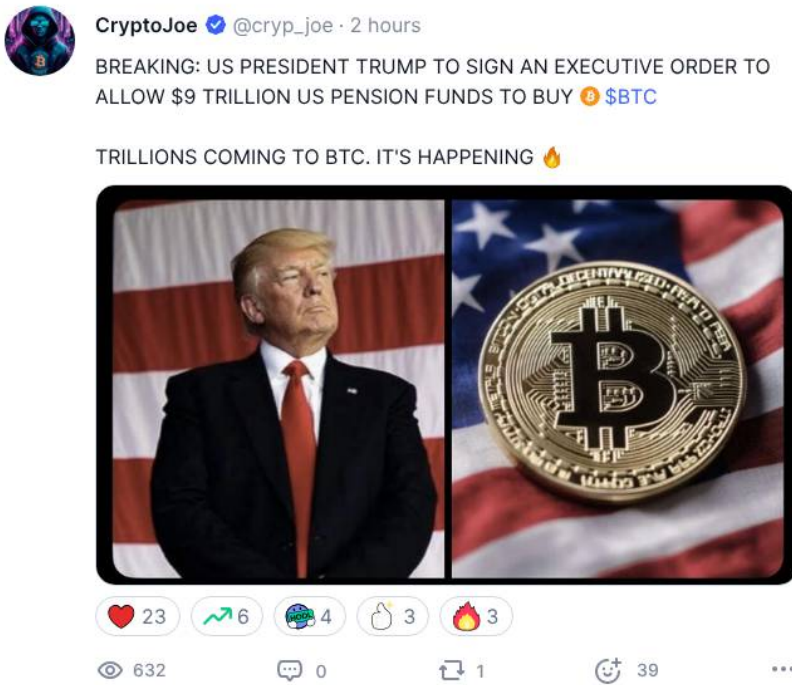 CryptoJoe @cryp_joe · 2 hours
BREAKING: US PRESIDENT TRUMP TO SIGN AN EXECUTIVE ORDER TO
ALLOW $9 TRILLION US PENSION FUNDS TO BUY $BTC
TRILLIONS COMING TO BTC. IT'S HAPPENING 🔥
23 6 HODL 4 3 3
632 0 1 39